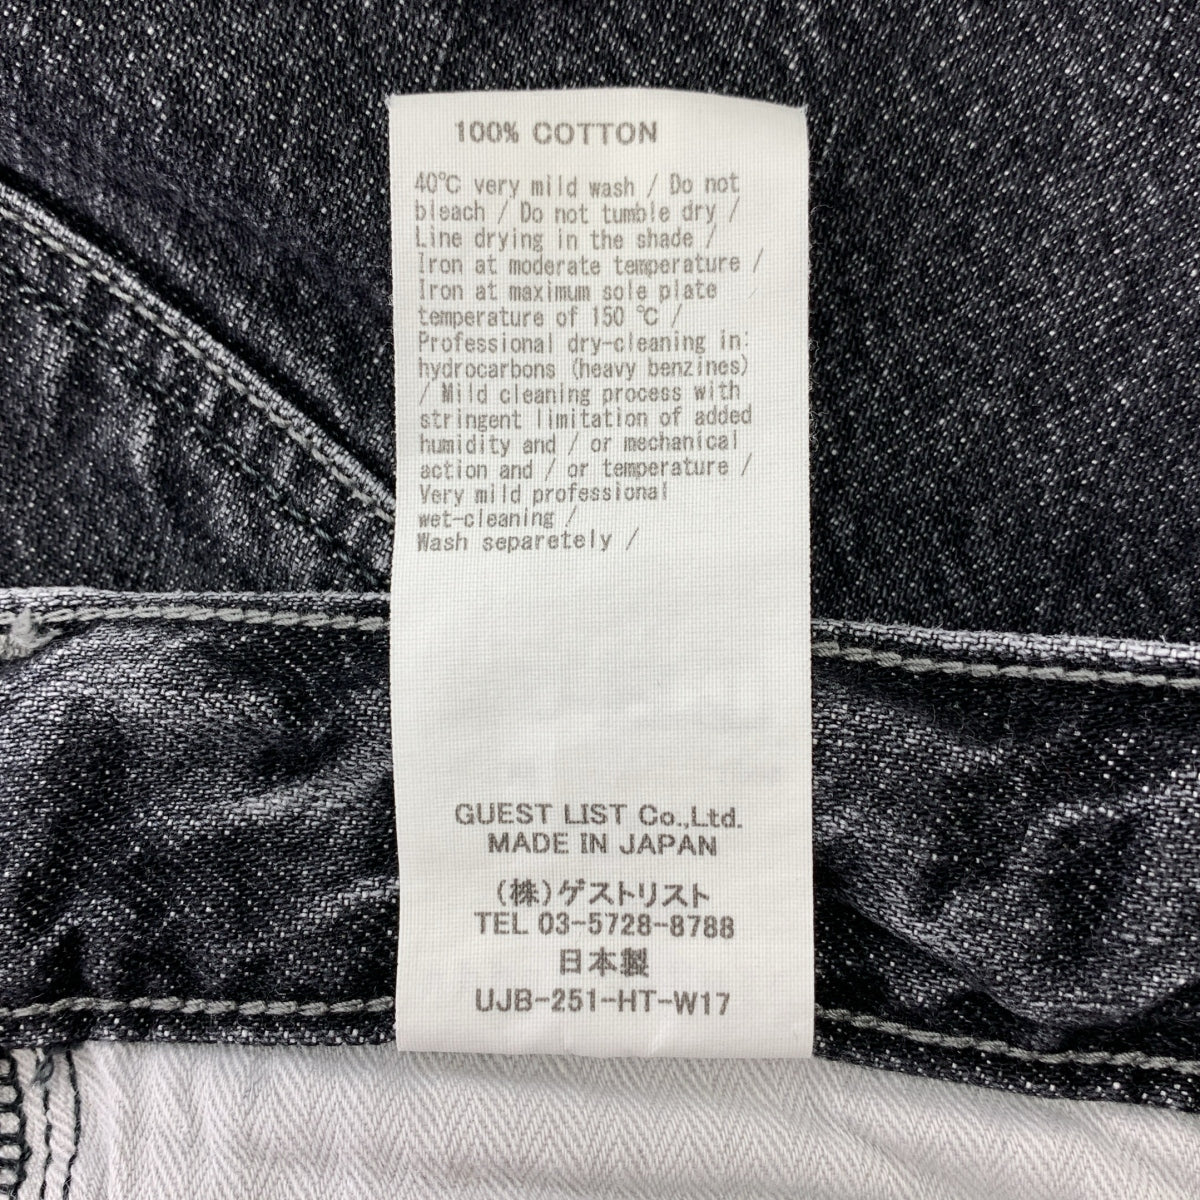 100% COTTON
40℃ very mild wash / Do not
bleach / Do not tumble dry /
Line drying in the shade /
Iron at moderate temperature /
Iron at maximum sole plate
temperature of 150 ℃ /
Professional dry-cleaning in:
hydrocarbons (heavy benzines)
/ Mild cleaning process with
stringent limitation of added
humidity and / or mechanical
action and / or temperature /
Very mild professional
wet-cleaning /
Wash separetely /
GUEST LIST Co.,Ltd.
MADE IN JAPAN
(株)ゲストリスト
TEL 03-5728-8788
日本製
UJB-251-HT-W17